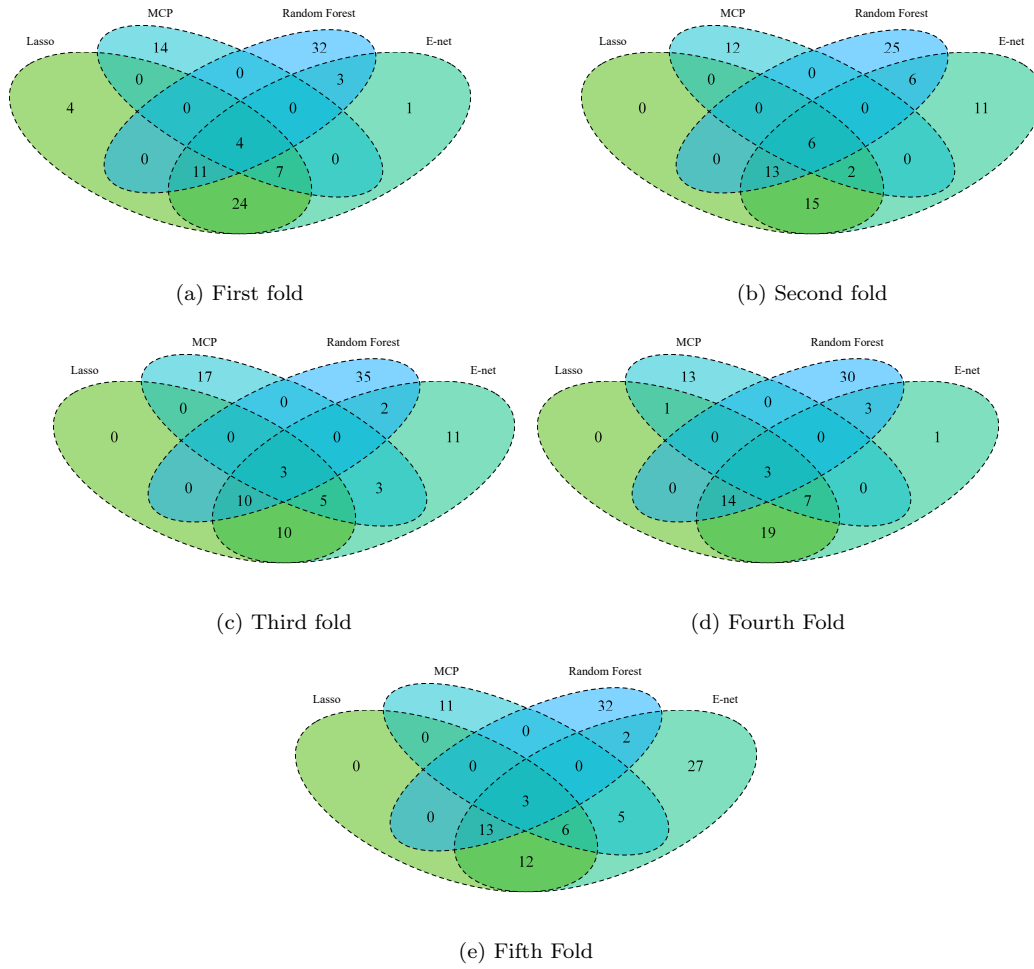 MCP Random Forest
Lasso E-net
14 32
0 0 3
4 0 0 1
4
0 11 7 0
24
(a) First fold
MCP Random Forest
Lasso E-net
12 25
0 0 6
0 0 0 11
6
0 13 2 0
15
(b) Second fold
MCP Random Forest
Lasso E-net
17 35
0 0 2
0 0 0 11
3
0 10 5 3
10
(c) Third fold
MCP Random Forest
Lasso E-net
13 30
1 0 3
0 0 0 1
3
0 14 7 0
19
(d) Fourth Fold
MCP Random Forest
Lasso E-net
11 32
0 0 2
0 0 0 27
3
0 13 6 5
12
(e) Fifth Fold